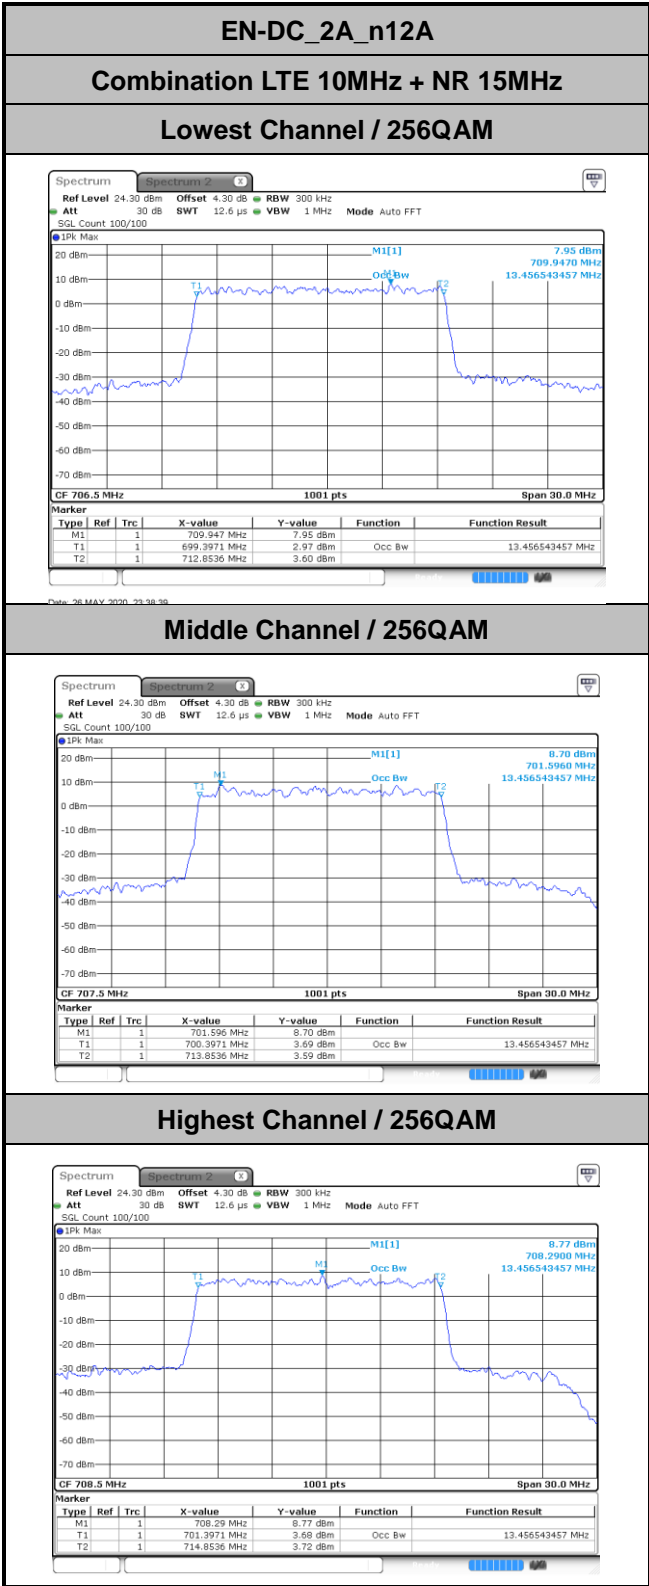 EN-DC_2A_n12A
Combination LTE 10MHz + NR 15MHz
Lowest Channel / 256QAM
Spectrum Spectrum 2 X
Ref Level 24.30 dBm Offset 4.30 dB RBW 300 kHz
Att 30 dB SWT 12.6 µs VBW 1 MHz Mode Auto FFT
SGL Count 100/100
1Pk Max
M1[1] 7.95 dBm
709.9470 MHz
Occ Bw 13.456543457 MHz
M1
T1
T2
20 dBm
10 dBm
0 dBm
-10 dBm
-20 dBm
-30 dBm
-40 dBm
-50 dBm
-60 dBm
-70 dBm
CF 706.5 MHz 1001 pts Span 30.0 MHz
Marker
Type Ref Trc X-value Y-value Function Function Result
M1 1 709.947 MHz 7.95 dBm
T1 1 699.3971 MHz 2.97 dBm Occ Bw 13.456543457 MHz
T2 1 712.8536 MHz 3.60 dBm
Date: 26 MAY 2020 23:38:39
Middle Channel / 256QAM
Spectrum Spectrum 2 X
Ref Level 24.30 dBm Offset 4.30 dB RBW 300 kHz
Att 30 dB SWT 12.6 µs VBW 1 MHz Mode Auto FFT
SGL Count 100/100
1Pk Max
M1[1] 8.70 dBm
701.5960 MHz
Occ Bw 13.456543457 MHz
M1
T1
T2
20 dBm
10 dBm
0 dBm
-10 dBm
-20 dBm
-30 dBm
-40 dBm
-50 dBm
-60 dBm
-70 dBm
CF 707.5 MHz 1001 pts Span 30.0 MHz
Marker
Type Ref Trc X-value Y-value Function Function Result
M1 1 701.596 MHz 8.70 dBm
T1 1 700.3971 MHz 3.69 dBm Occ Bw 13.456543457 MHz
T2 1 713.8536 MHz 3.59 dBm
Highest Channel / 256QAM
Spectrum Spectrum 2 X
Ref Level 24.30 dBm Offset 4.30 dB RBW 300 kHz
Att 30 dB SWT 12.6 µs VBW 1 MHz Mode Auto FFT
SGL Count 100/100
1Pk Max
M1[1] 8.77 dBm
708.2900 MHz
Occ Bw 13.456543457 MHz
M1
T1
T2
20 dBm
10 dBm
0 dBm
-10 dBm
-20 dBm
-30 dBm
-40 dBm
-50 dBm
-60 dBm
-70 dBm
CF 708.5 MHz 1001 pts Span 30.0 MHz
Marker
Type Ref Trc X-value Y-value Function Function Result
M1 1 708.29 MHz 8.77 dBm
T1 1 701.3971 MHz 3.68 dBm Occ Bw 13.456543457 MHz
T2 1 714.8536 MHz 3.72 dBm